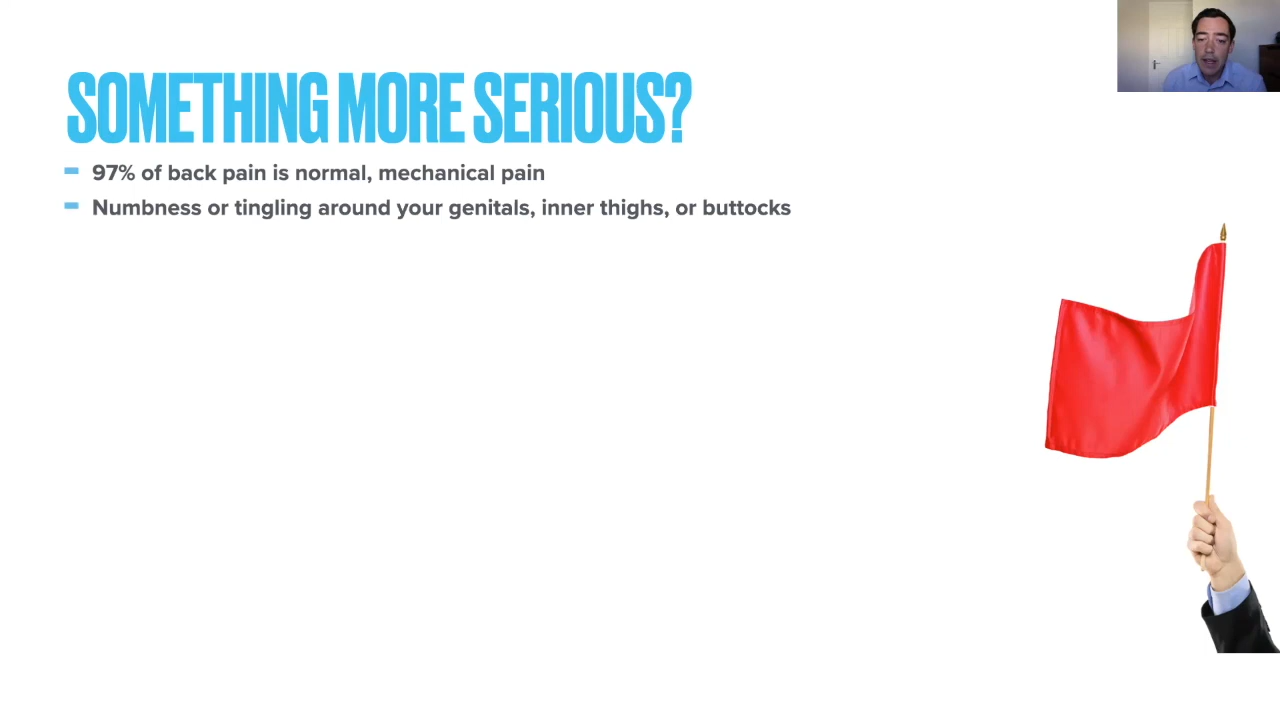 SOMETHING MORE SERIOUS?
97% of back pain is normal, mechanical pain
Numbness or tingling around your genitals, inner thighs, or buttocks